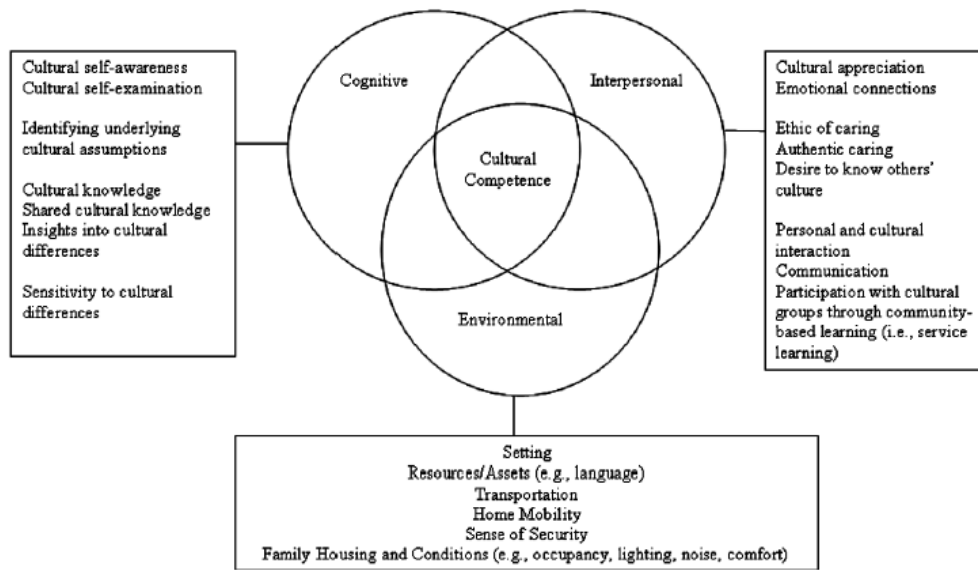 Cultural self-awareness
Cultural self-examination
Identifying underlying
cultural assumptions
Cultural knowledge
Shared cultural knowledge
Insights into cultural
differences
Sensitivity to cultural
differences
Cognitive
Interpersonal
Cultural
Competence
Environmental
Cultural appreciation
Emotional connections
Ethic of caring
Authentic caring
Desire to know others'
culture
Personal and cultural
interaction
Communication
Participation with cultural
groups through community-
based learning (i.e., service
learning)
Setting
Resources/Assets (e.g., language)
Transportation
Home Mobility
Sense of Security
Family Housing and Conditions (e.g., occupancy, lighting, noise, comfort)